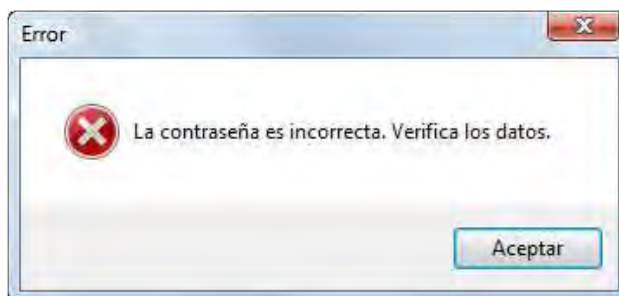 Error
La contraseña es incorrecta. Verifica los datos.
Aceptar